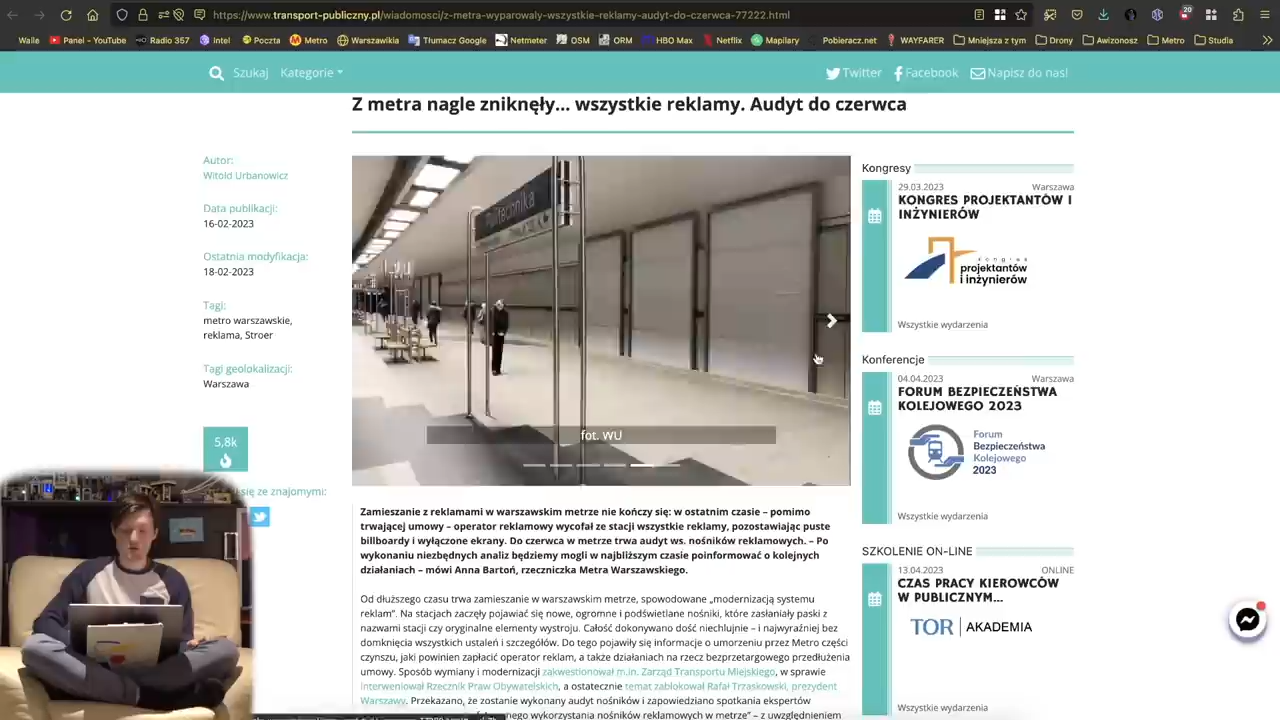 https://www.transport-publiczny.pl/wiadomosci/z-metra-wyparowaly-wszystkie-reklamy-audyt-do-czerwca-77222.html
20
Waile Panel - YouTube Radio 357 Intel Poczta Metro Warszawikia Tłumacz Google Netmeter OSM ORM HBO Max Netflix Mapilary Pobieracz.net WAYFARER Mniejsza z tym Drony Awizonosz Metro Studia
Szukaj Kategorie Twitter Facebook Napisz do nas!
Z metra nagle zniknęły... wszystkie reklamy. Audyt do czerwca
Autor:
Witold Urbanowicz
Data publikacji:
16-02-2023
Ostatnia modyfikacja:
18-02-2023
Tagi:
metro warszawskie,
reklama, Stroer
Tagi geolokalizacji:
Warszawa
5,8k
się ze znajomymi:
politechnika
fot. WU
Zamieszanie z reklamami w warszawskim metrze nie kończy się: w ostatnim czasie – pomimo
trwającej umowy – operator reklamowy wycofał ze stacji wszystkie reklamy, pozostawiając puste
billboardy i wyłączone ekrany. Do czerwca w metrze trwa audyt ws. nośników reklamowych. – Po
wykonaniu niezbędnych analiz będziemy mogli w najbliższym czasie poinformować o kolejnych
działaniach – mówi Anna Bartoń, rzeczniczka Metra Warszawskiego.
Od dłuższego czasu trwa zamieszanie w warszawskim metrze, spowodowane „modernizacją systemu
reklam”. Na stacjach zaczęły pojawiać się nowe, ogromne i podświetlane nośniki, które zasłaniały paski z
nazwami stacji czy oryginalne elementy wystroju. Całość dokonywano dość niechlujnie – i najwyraźniej bez
domknięcia wszystkich ustaleń i szczegółów. Do tego pojawiły się informacje o umorzeniu przez Metro części
czynszu, jaki powinien zapłacić operator reklam, a także działaniach na rzecz bezprzetargowego przedłużenia
umowy. Sposób wymiany i modernizacji zakwestionował m.in. Zarząd Transportu Miejskiego, w sprawie
interweniował Rzecznik Praw Obywatelskich, a ostatecznie temat zablokował Rafał Trzaskowski, prezydent
Warszawy. Przekazano, że zostanie wykonany audyt nośników i zapowiedziano spotkania ekspertów
nego wykorzystania nośników reklamowych w metrze” – z uwzględnieniem
Kongresy
29.03.2023 Warszawa
KONGRES PROJEKTANTÓW I
INŻYNIERÓW
kongres
projektantów
i inżynierów
Wszystkie wydarzenia
Konferencje
04.04.2023 Warszawa
FORUM BEZPIECZEŃSTWA
KOLEJOWEGO 2023
Forum
Bezpieczeństwa
Kolejowego
2023
Wszystkie wydarzenia
SZKOLENIE ON-LINE
13.04.2023 ONLINE
CZAS PRACY KIEROWCÓW
W PUBLICZNYM...
TOR AKADEMIA
Wszystkie wydarzenia